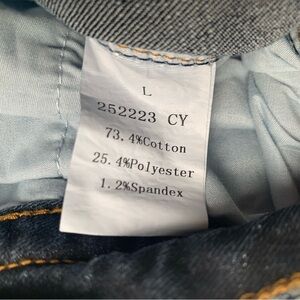 L
252223 CY
73.4%Cotton
25.4%Polyester
1.2%Spandex